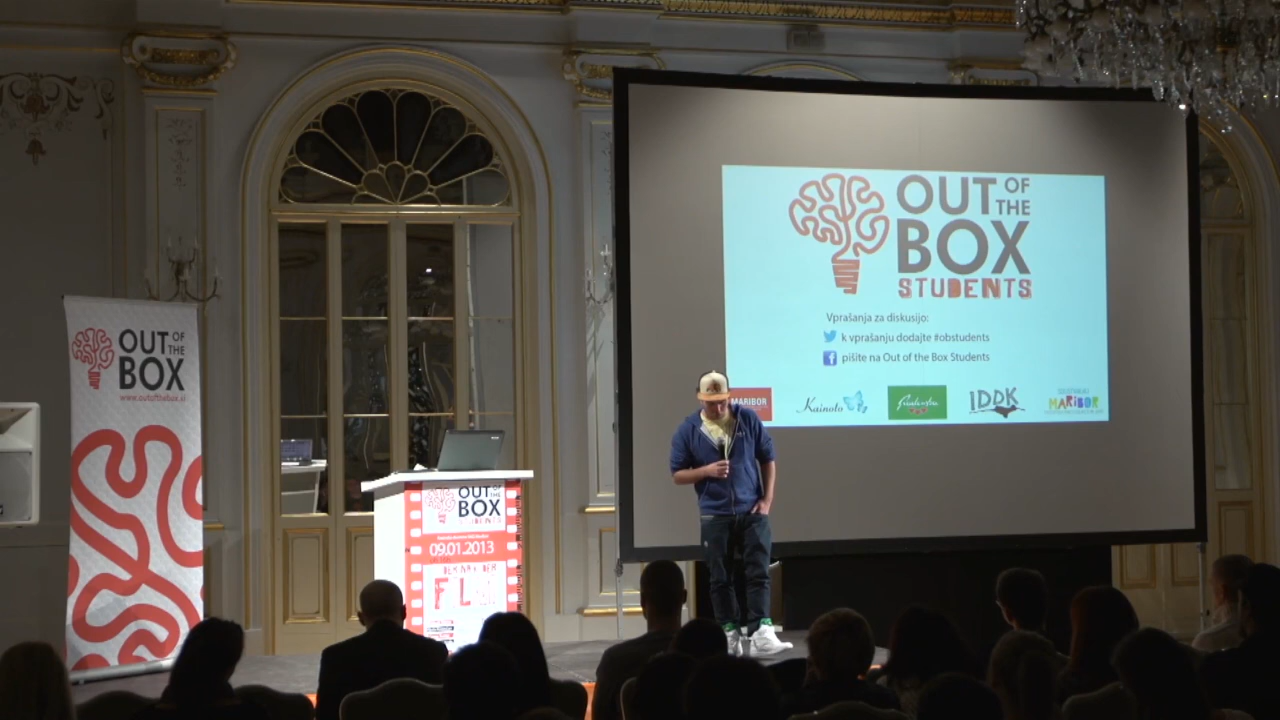 OUT OF THE
BOX
STUDENTS
Vprašanja za diskusijo:
k vprašanju dodajte #obstudents
pišite na Out of the Box Students
MARIBOR
Kainoto
IDDK
MARIBOR
OUT OF THE
BOX
www.outofthebox.si
OUT OF THE
BOX
STUDENTS
09.01.2013